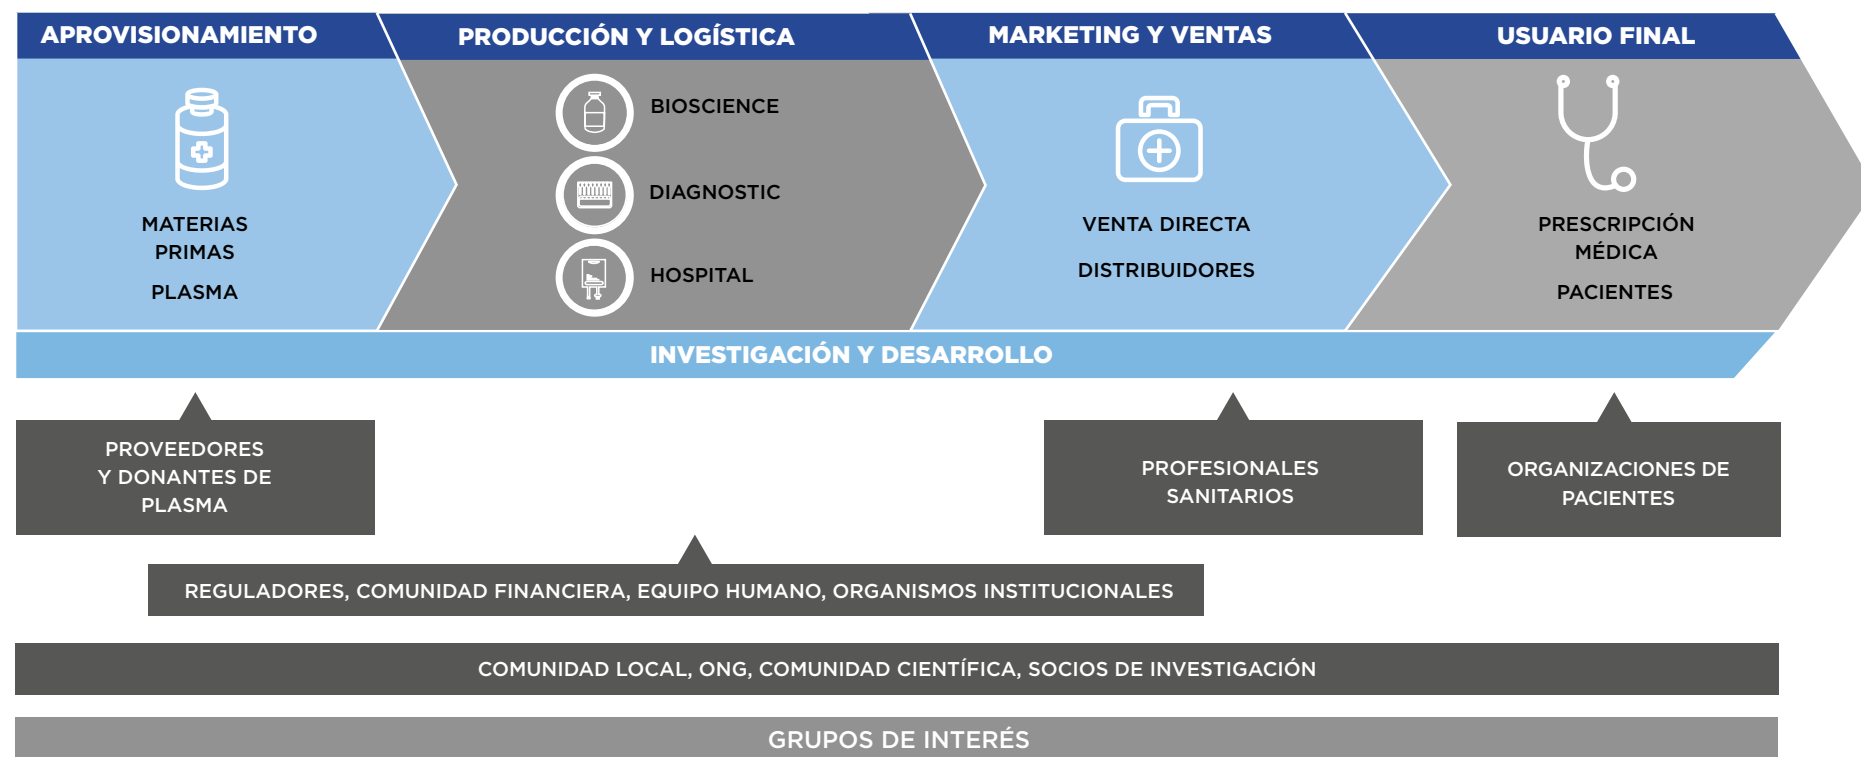 APROVISIONAMIENTO
PRODUCCIÓN Y LOGÍSTICA
MARKETING Y VENTAS
USUARIO FINAL
MATERIAS
PRIMAS
PLASMA
BIOSCIENCE
DIAGNOSTIC
HOSPITAL
VENTA DIRECTA
DISTRIBUIDORES
PRESCRIPCIÓN
MÉDICA
PACIENTES
INVESTIGACIÓN Y DESARROLLO
PROVEEDORES
Y DONANTES DE
PLASMA
PROFESIONALES
SANITARIOS
ORGANIZACIONES DE
PACIENTES
REGULADORES, COMUNIDAD FINANCIERA, EQUIPO HUMANO, ORGANISMOS INSTITUCIONALES
COMUNIDAD LOCAL, ONG, COMUNIDAD CIENTÍFICA, SOCIOS DE INVESTIGACIÓN
GRUPOS DE INTERÉS